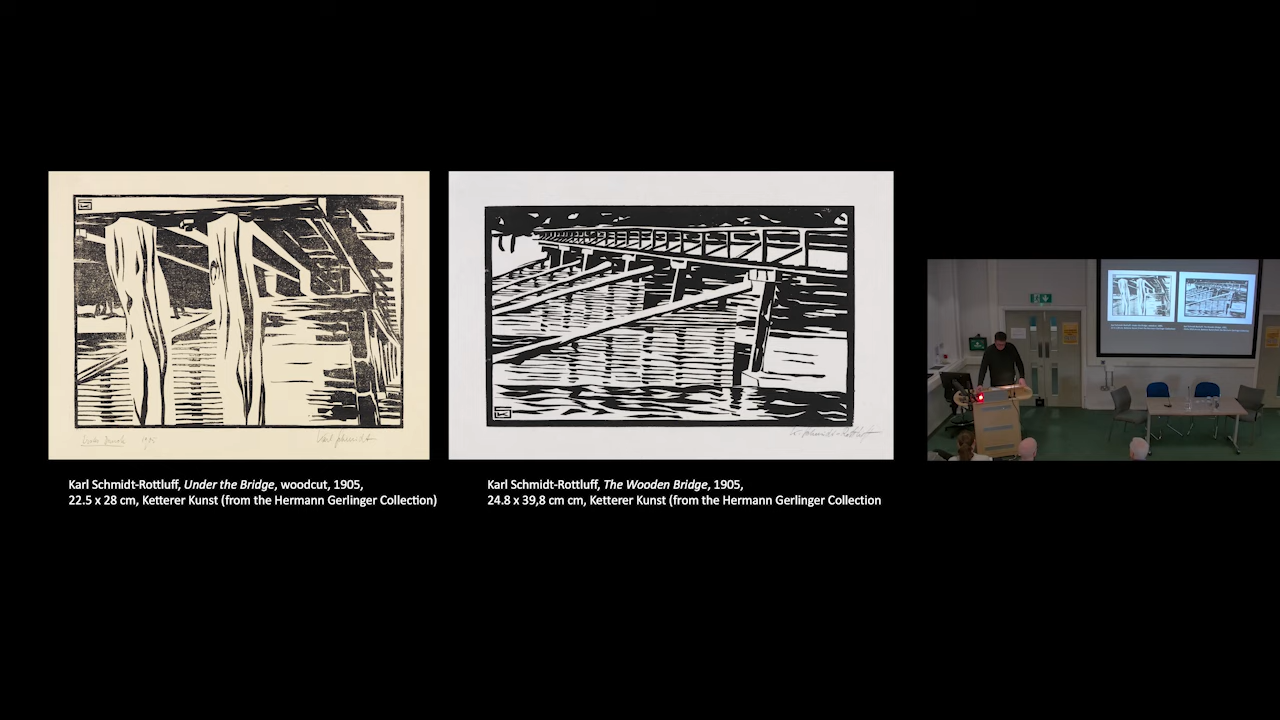 Karl Schmidt-Rottluff, Under the Bridge, woodcut, 1905,
22.5 x 28 cm, Ketterer Kunst (from the Hermann Gerlinger Collection)
Karl Schmidt-Rottluff, The Wooden Bridge, 1905,
24.8 x 39,8 cm cm, Ketterer Kunst (from the Hermann Gerlinger Collection